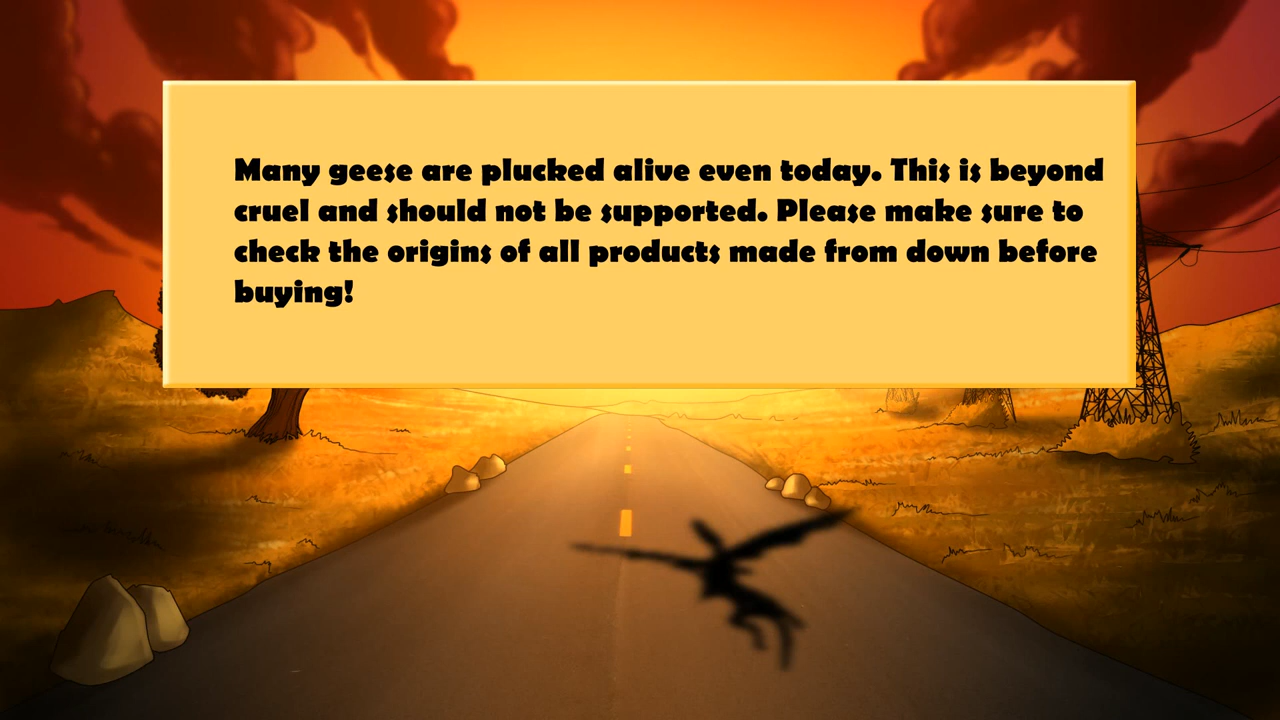 Many geese are plucked alive even today. This is beyond
cruel and should not be supported. Please make sure to
check the origins of all products made from down before
buying!